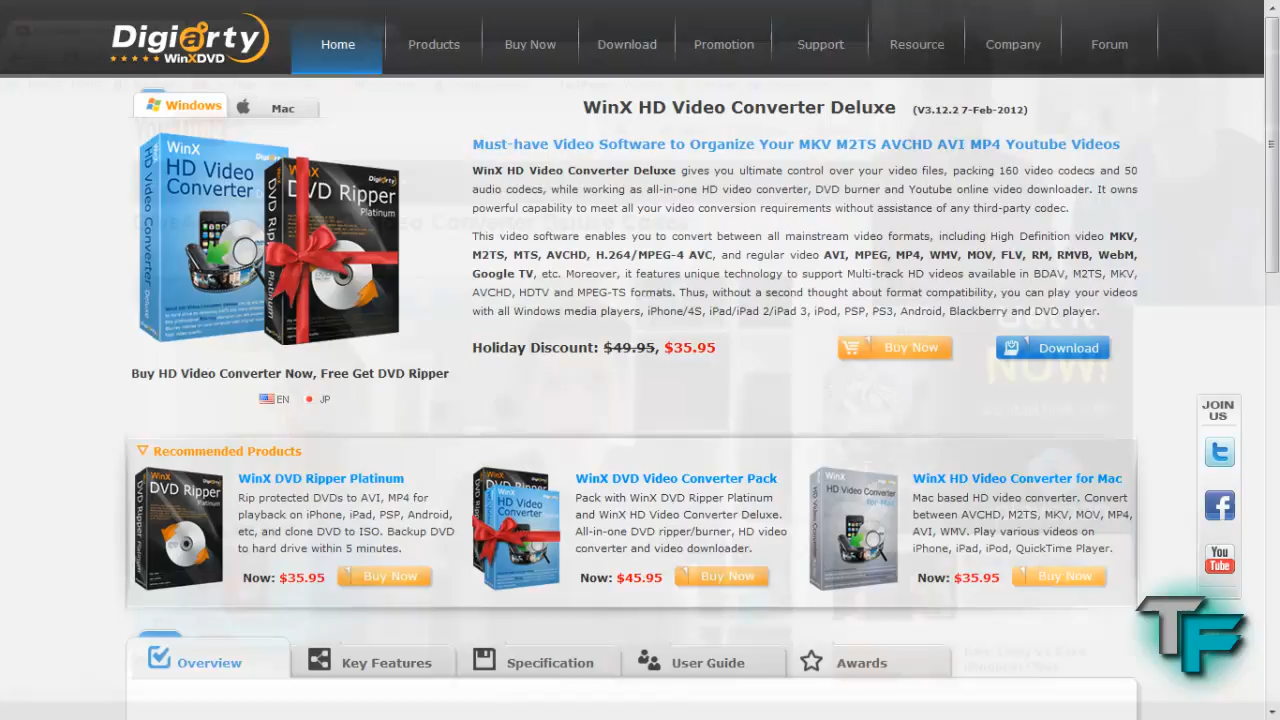 Digiarty
WinXDVD
Home
Products
Buy Now
Download
Promotion
Support
Resource
Company
Forum
Windows
Mac
WinX HD Video Converter Deluxe (V3.12.2 7-Feb-2012)
Must-have Video Software to Organize Your MKV M2TS AVCHD AVI MP4 Youtube Videos
WinX HD Video Converter Deluxe gives you ultimate control over your video files, packing 160 video codecs and 50
audio codecs, while working as all-in-one HD video converter, DVD burner and Youtube online video downloader. It owns
powerful capability to meet all your video conversion requirements without assistance of any third-party codec.
This video software enables you to convert between all mainstream video formats, including High Definition video MKV,
M2TS, MTS, AVCHD, H.264/MPEG-4 AVC, and regular video AVI, MPEG, MP4, WMV, MOV, FLV, RM, RMVB, WebM,
Google TV, etc. Moreover, it features unique technology to support Multi-track HD videos available in BDAV, M2TS, MKV,
AVCHD, HDTV and MPEG-TS formats. Thus, without a second thought about format compatibility, you can play your videos
with all Windows media players, iPhone/4S, iPad/iPad 2/iPad 3, iPod, PSP, PS3, Android, Blackberry and DVD player.
Holiday Discount: $49.95, $35.95
Buy Now
Download
WinX
HD Video
Converter
WinX
DVD Ripper
Platinum
Digiarty
Buy HD Video Converter Now, Free Get DVD Ripper
EN JP
JOIN
US
You
Tube
Recommended Products
WinX DVD Ripper Platinum
Rip protected DVDs to AVI, MP4 for
playback on iPhone, iPad, PSP, Android,
etc, and clone DVD to ISO. Backup DVD
to hard drive within 5 minutes.
Now: $35.95
Buy Now
WinX DVD Video Converter Pack
Pack with WinX DVD Ripper Platinum
and WinX HD Video Converter Deluxe.
All-in-one DVD ripper/burner, HD video
converter and video downloader.
Now: $45.95
Buy Now
WinX HD Video Converter for Mac
Mac based HD video converter. Convert
between AVCHD, M2TS, MKV, MOV, MP4,
AVI, WMV. Play various videos on
iPhone, iPad, iPod, QuickTime Player.
Now: $35.95
Buy Now
Overview
Key Features
Specification
User Guide
Awards
TF